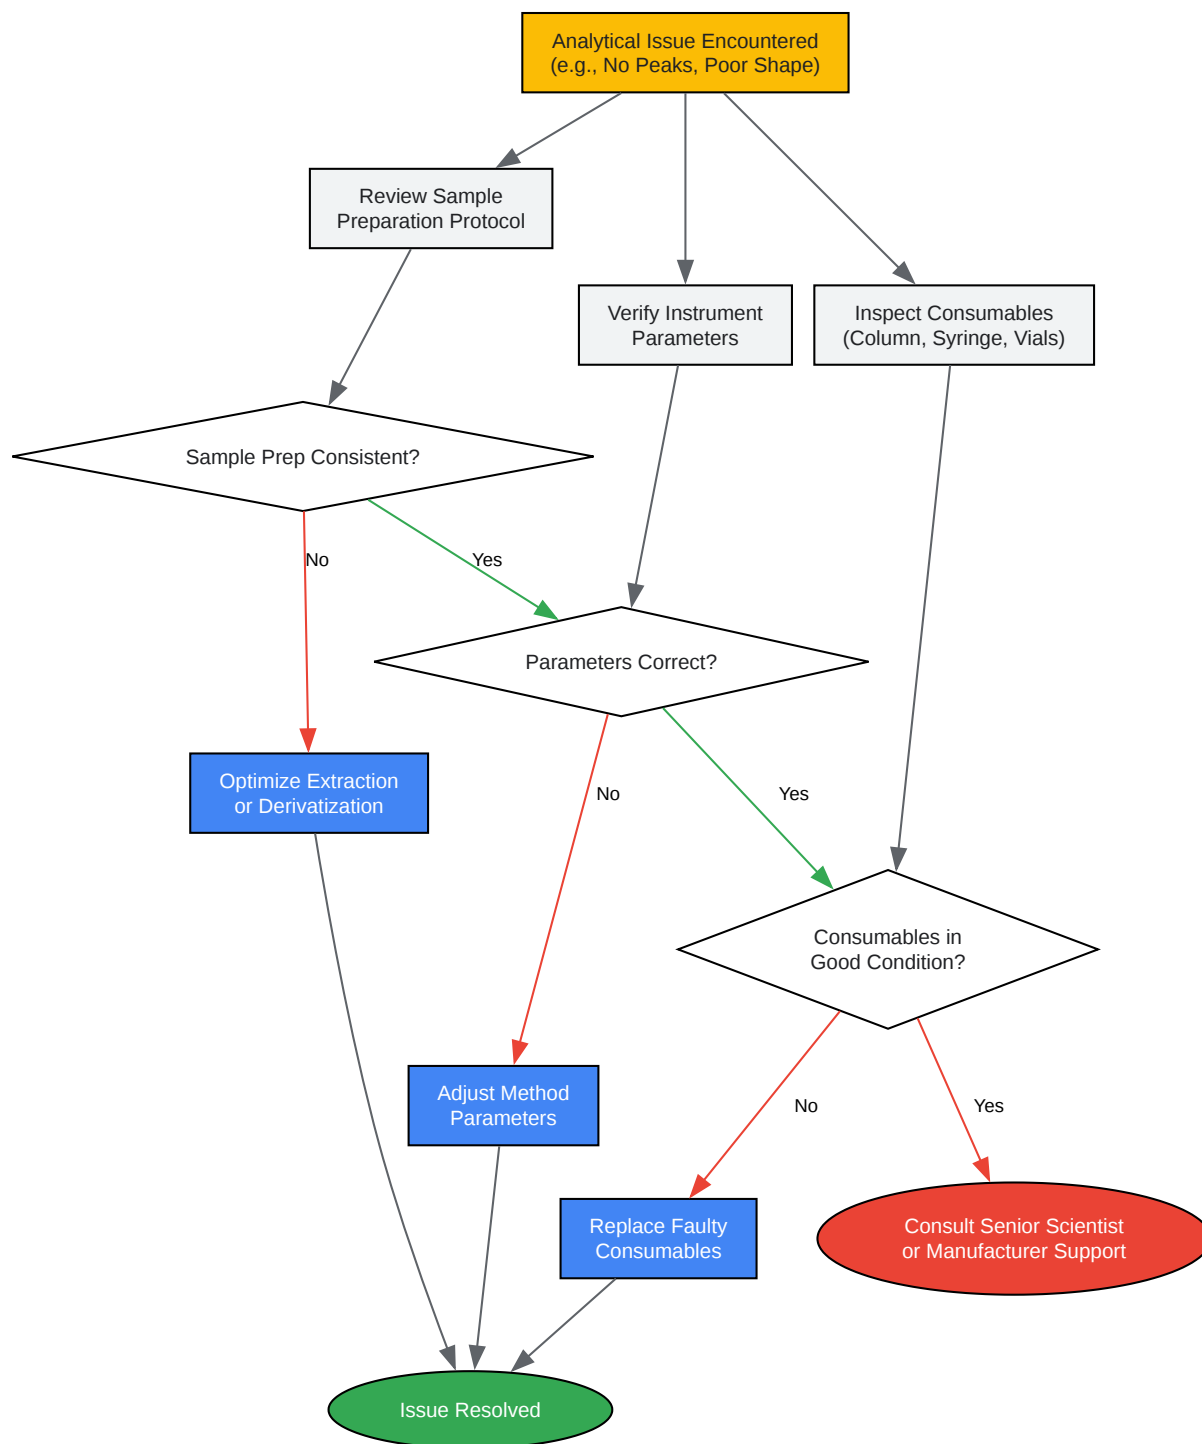 Analytical Issue Encountered
(e.g., No Peaks, Poor Shape)
Review Sample
Preparation Protocol
Verify Instrument
Parameters
Inspect Consumables
(Column, Syringe, Vials)
Sample Prep Consistent?
No
Yes
Parameters Correct?
Optimize Extraction
or Derivatization
No
Yes
Consumables in
Good Condition?
Adjust Method
Parameters
No
Yes
Replace Faulty
Consumables
Consult Senior Scientist
or Manufacturer Support
Issue Resolved